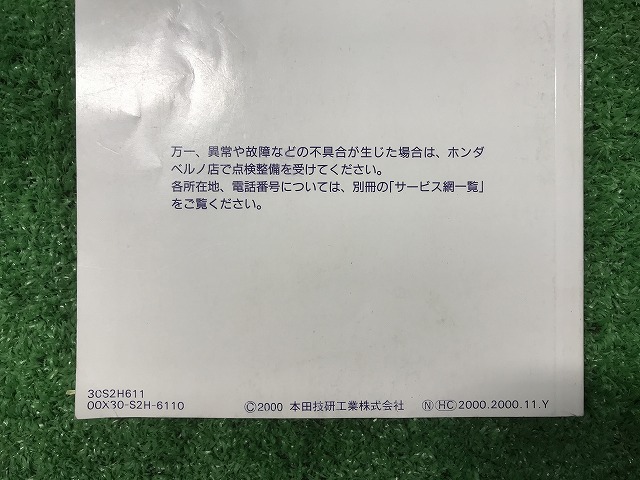 万一、異常や故障などの不具合が生じた場合は、ホンダ
ベルノ店で点検整備を受けてください。
各所在地、電話番号については、別冊の「サービス網一覧」
をご覧ください。
30S2H611
00X30-S2H-6110
©2000 本田技研工業株式会社 Ⓝ HC 2000.2000.11.Y